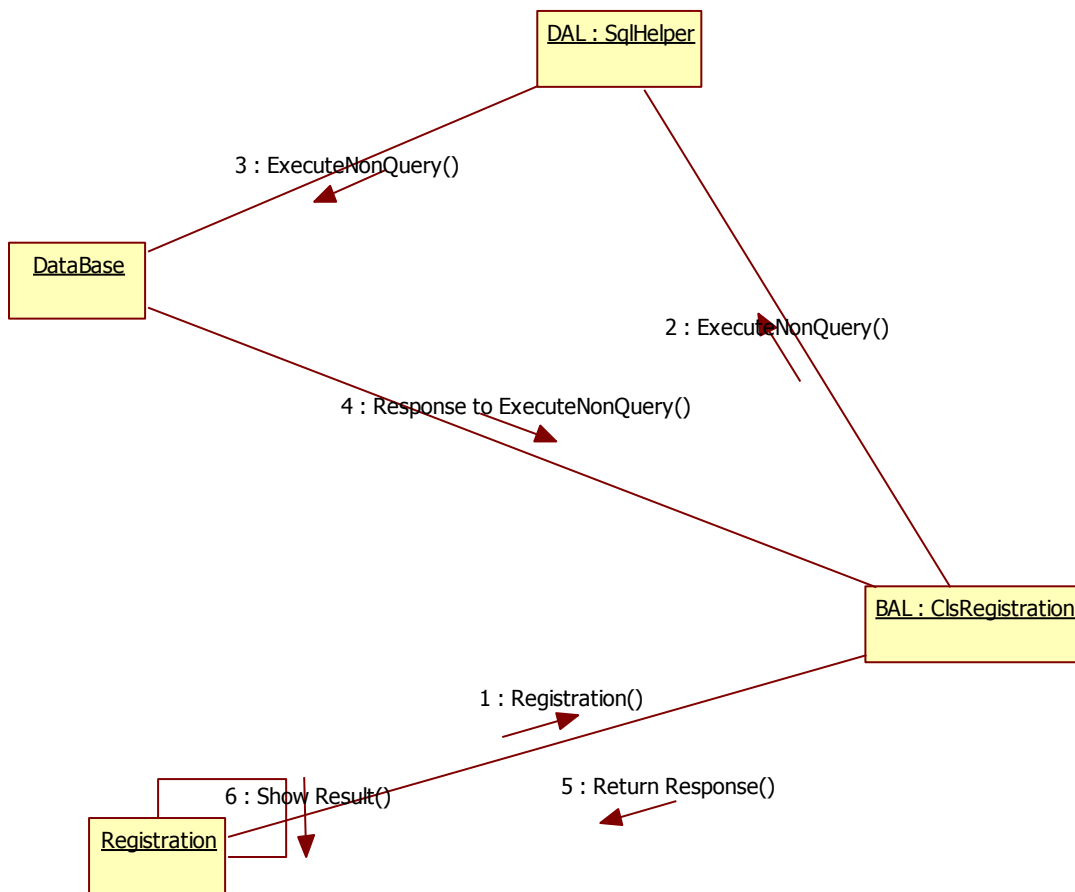 DAL : SqlHelper
3 : ExecuteNonQuery()
DataBase
2 : ExecuteNonQuery()
4 : Response to ExecuteNonQuery()
BAL : ClsRegistration
1 : Registration()
5 : Return Response()
6 : Show Result()
Registration